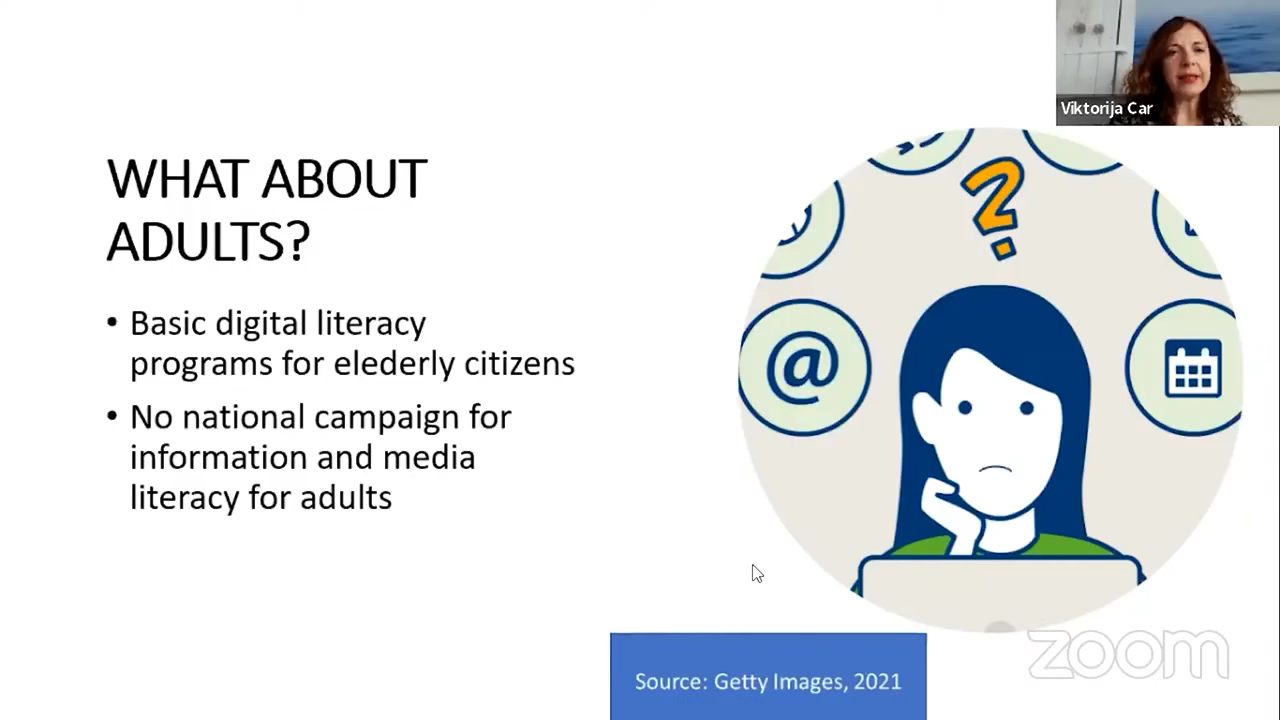 Viktorija Car
WHAT ABOUT
ADULTS?
• Basic digital literacy
programs for elederly citizens
• No national campaign for
information and media
literacy for adults
?
@
Source: Getty Images, 2021
zoom